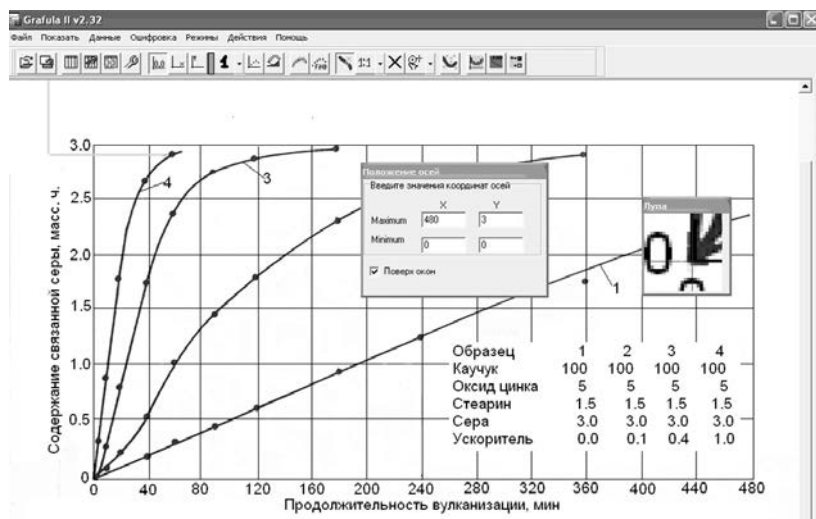 Grafula II v2.32
Файл Показать Данные Оцифровка Режимы Действия Помощь
1:1
Положение осей
Введите значения координат осей
X Y
Maximum 480 3
Minimum 0 0
Поверх окон
Лупа
Содержание связанной серы, масс. ч.
3.0
2.5
2.0
1.5
1.0
0.5
0
4
3
1
Образец 1 2 3 4
Каучук 100 100 100 100
Оксид цинка 5 5 5 5
Стеарин 1.5 1.5 1.5 1.5
Сера 3.0 3.0 3.0 3.0
Ускоритель 0.0 0.1 0.4 1.0
0 40 80 120 160 200 240 280 320 360 400 440 480
Продолжительность вулканизации, мин